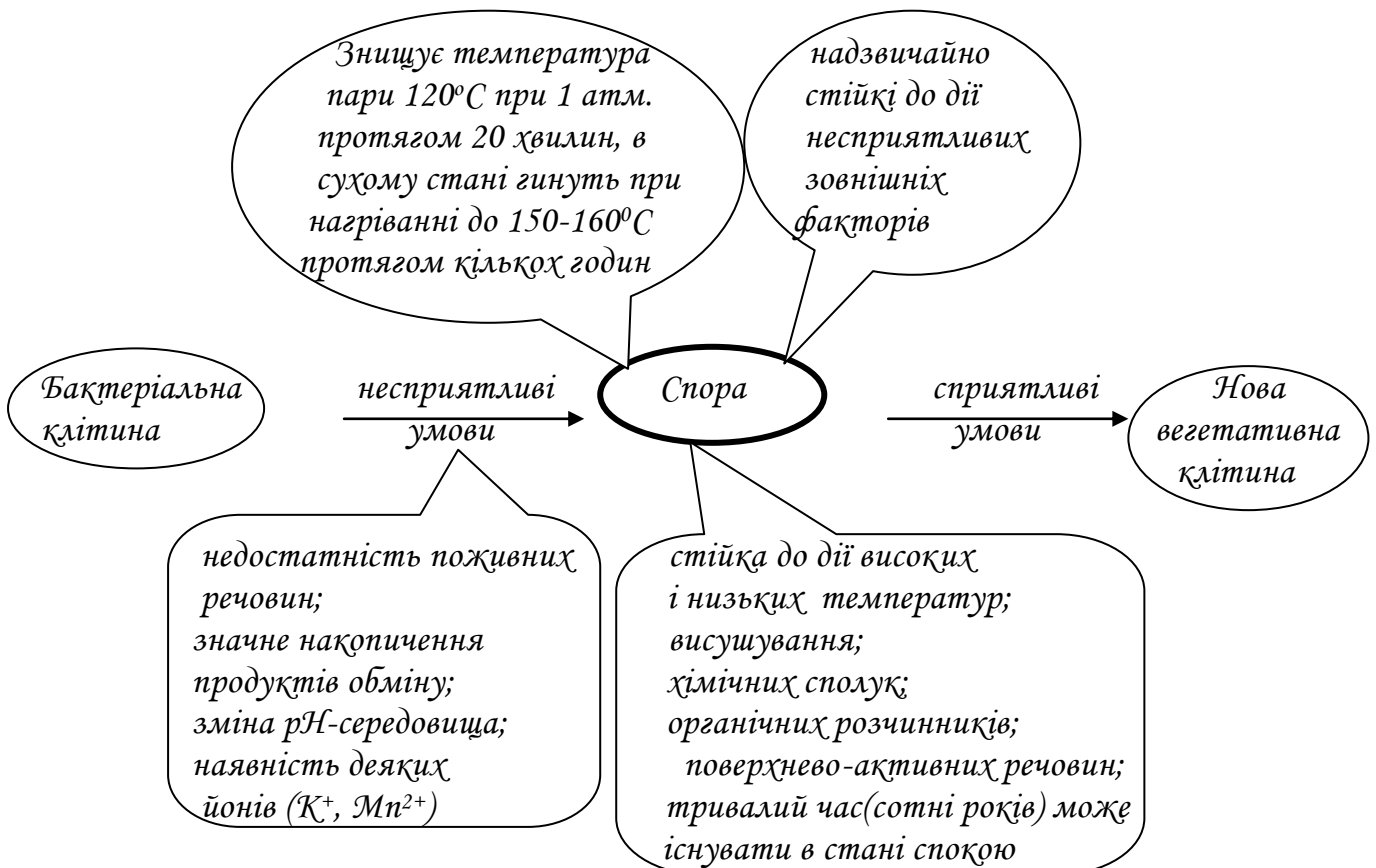 Знищує температура
пари 120ᵒС при 1 атм.
протягом 20 хвилин, в
сухому стані гинуть при
нагріванні до 150-160⁰С
протягом кількох годин
надзвичайно
стійкі до дії
несприятливих
зовнішніх
факторів
Бактеріальна
клітина
несприятливі
умови
Спора
сприятливі
умови
Нова
вегетативна
клітина
недостатність поживних
речовин;
значне накопичення
продуктів обміну;
зміна рН-середовища;
наявність деяких
йонів (К⁺, Mn²⁺)
стійка до дії високих
і низьких температур;
висушування;
хімічних сполук;
органічних розчинників;
поверхнево-активних речовин;
тривалий час(сотні років) може
існувати в стані спокою